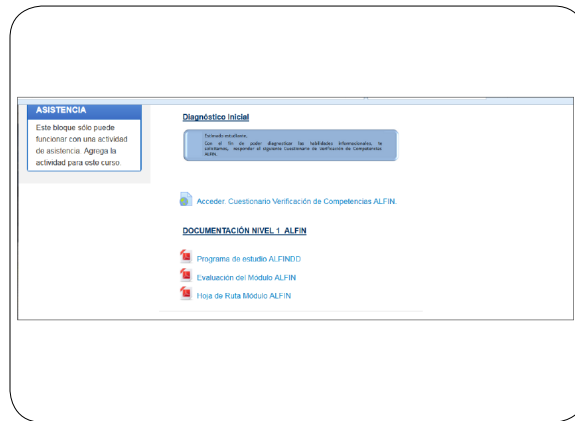 ASISTENCIA
Este bloque sólo puede
funcionar con una actividad
de asistencia. Agrega la
actividad para este curso.
Diagnóstico Inicial
Estimado estudiante,
Con el fin de poder diagnosticar las habilidades informacionales, te
solicitamos, responder el siguiente Cuestionario de Verificación de Competencias
ALFIN.
Acceder. Cuestionario Verificación de Competencias ALFIN.
DOCUMENTACIÓN NIVEL 1 ALFIN
Programa de estudio ALFINDD
Evaluación del Modulo ALFIN
Hoja de Ruta Módulo ALFIN